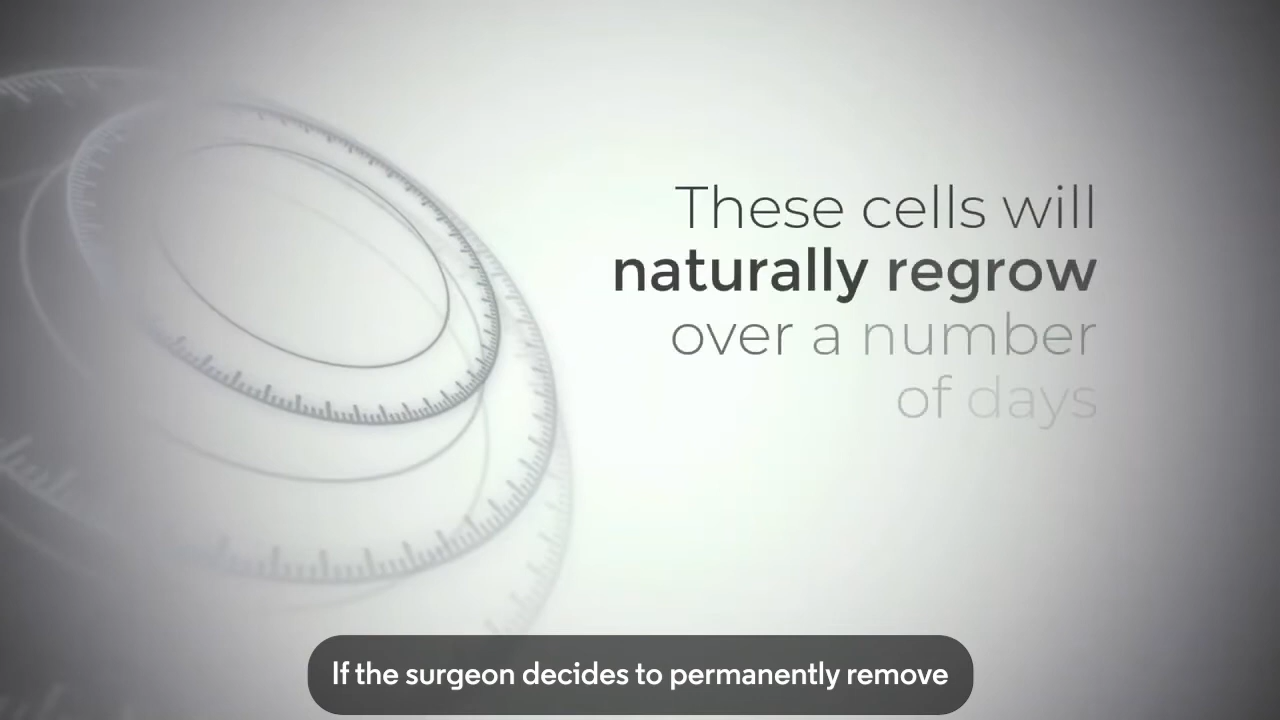 These cells will
naturally regrow
over a number
of days
If the surgeon decides to permanently remove